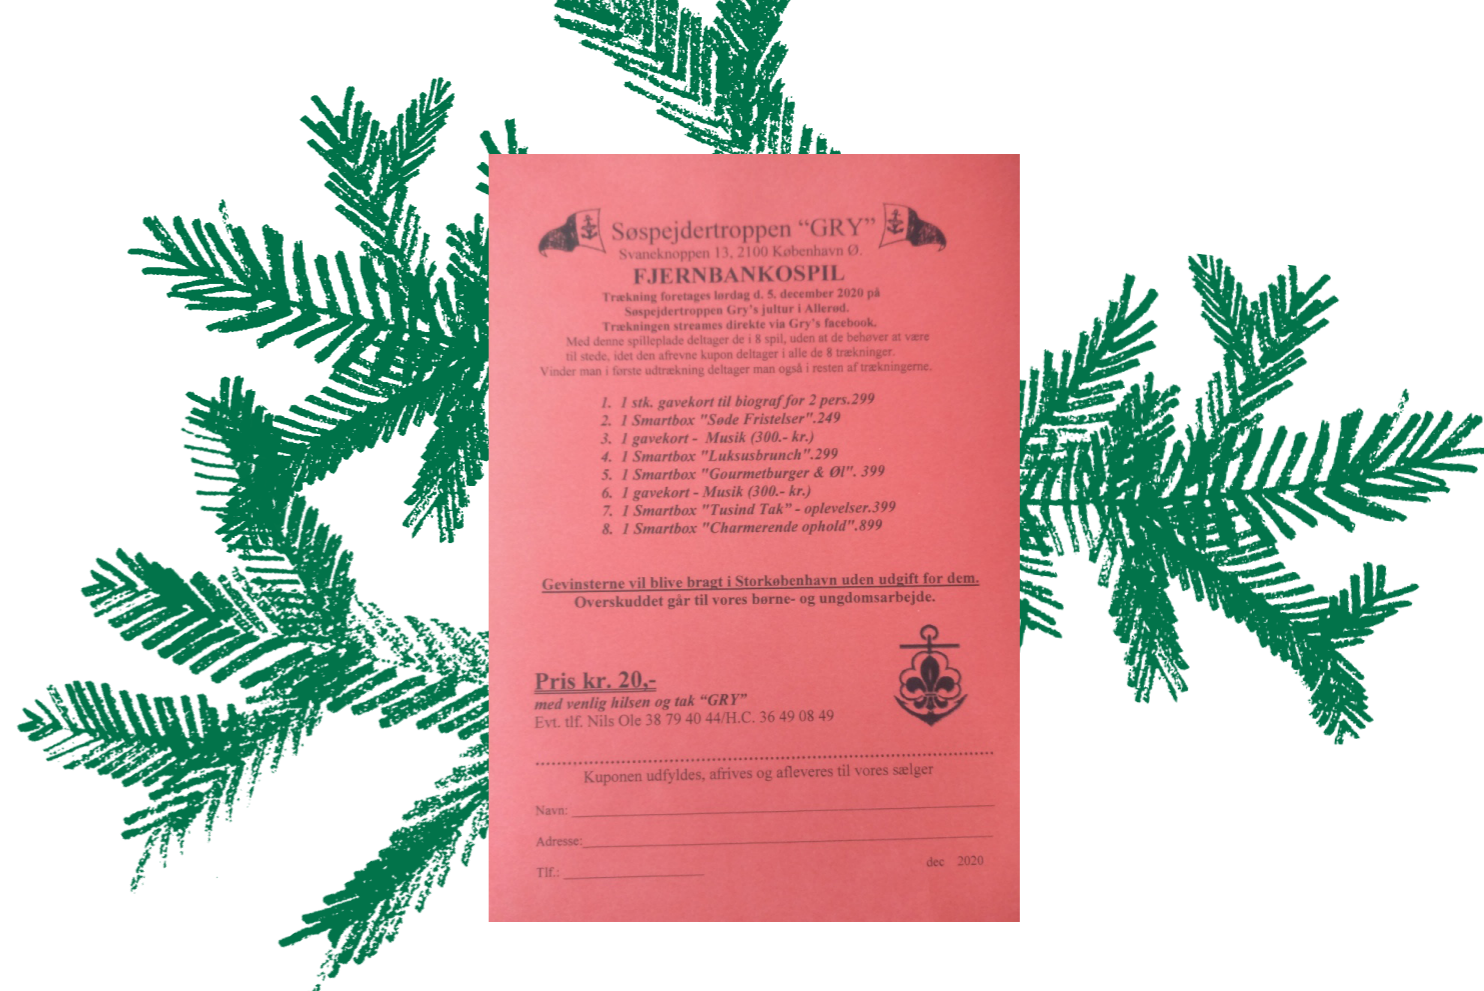 Søspejdertroppen “GRY”
Svaneknoppen 13, 2100 København Ø.
FJERNBANKOSPIL
Trækning foretages lørdag d. 5. december 2020 på
Søspejdertroppen Gry's jultur i Allerød.
Trækningen streames direkte via Gry's facebook.
Med denne spilleplade deltager de i 8 spil, uden at de behøver at være
til stede, idet den afrevne kupon deltager i alle de 8 trækninger.
Vinder man i første udtrækning deltager man også i resten af trækningerne.
1. 1 stk. gavekort til biograf for 2 pers.299
2. 1 Smartbox "Søde Fristelser".249
3. 1 gavekort - Musik (300.- kr.)
4. 1 Smartbox "Luksusbrunch".299
5. 1 Smartbox "Gourmetburger & Øl". 399
6. 1 gavekort - Musik (300.- kr.)
7. 1 Smartbox "Tusind Tak" - oplevelser.399
8. 1 Smartbox "Charmerende ophold".899
Gevinsterne vil blive bragt i Storkøbenhavn uden udgift for dem.
Overskuddet går til vores børne- og ungdomsarbejde.
Pris kr. 20,-
med venlig hilsen og tak “GRY”
Evt. tlf. Nils Ole 38 79 40 44/H.C. 36 49 08 49
Kuponen udfyldes, afrives og afleveres til vores sælger
Navn:
Adresse:
dec 2020
Tlf.: